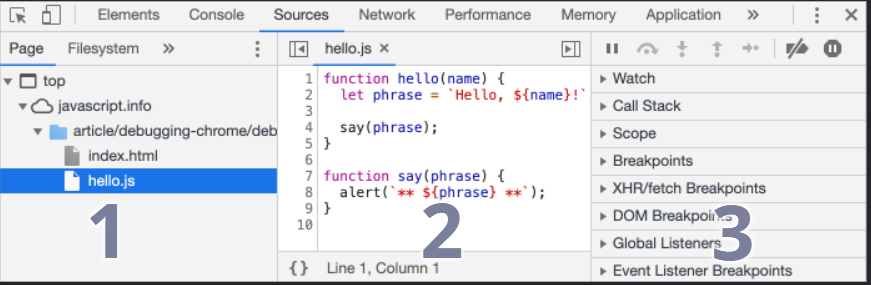 Elements Console Sources Network Performance Memory Application »
Page Filesystem »
top
javascript.info
article/debugging-chrome/deb
index.html
hello.js
1
hello.js ×
1 function hello(name) {
2 let phrase = `Hello, ${name}!`
3
4 say(phrase);
5 }
6
7 function say(phrase) {
8 alert(`** ${phrase} **`);
9 }
10
2
{} Line 1, Column 1
Watch
Call Stack
Scope
Breakpoints
XHR/fetch Breakpoints
DOM Breakpoints
Global Listeners
Event Listener Breakpoints
3